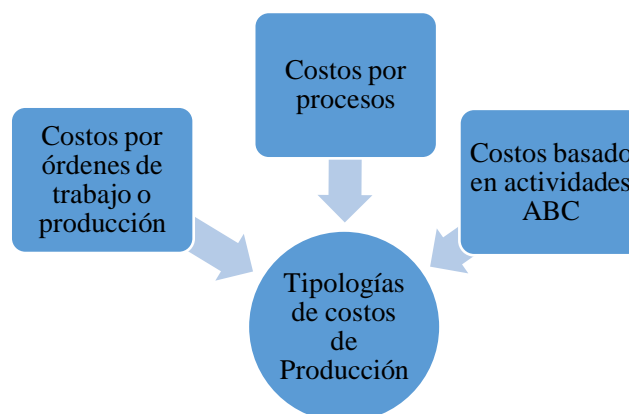 Costos por
procesos
Costos por
órdenes de
trabajo o
producción
Costos basado
en actividades
ABC
Tipologías
de costos
de
Producción